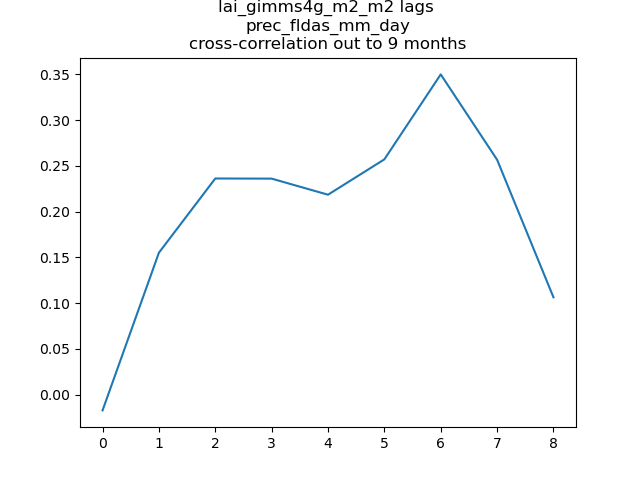 lai_gimms4g_m2_m2 lags
prec_fldas_mm_day
cross-correlation out to 9 months
0.35
0.30
0.25
0.20
0.15
0.10
0.05
0.00
0 1 2 3 4 5 6 7 8